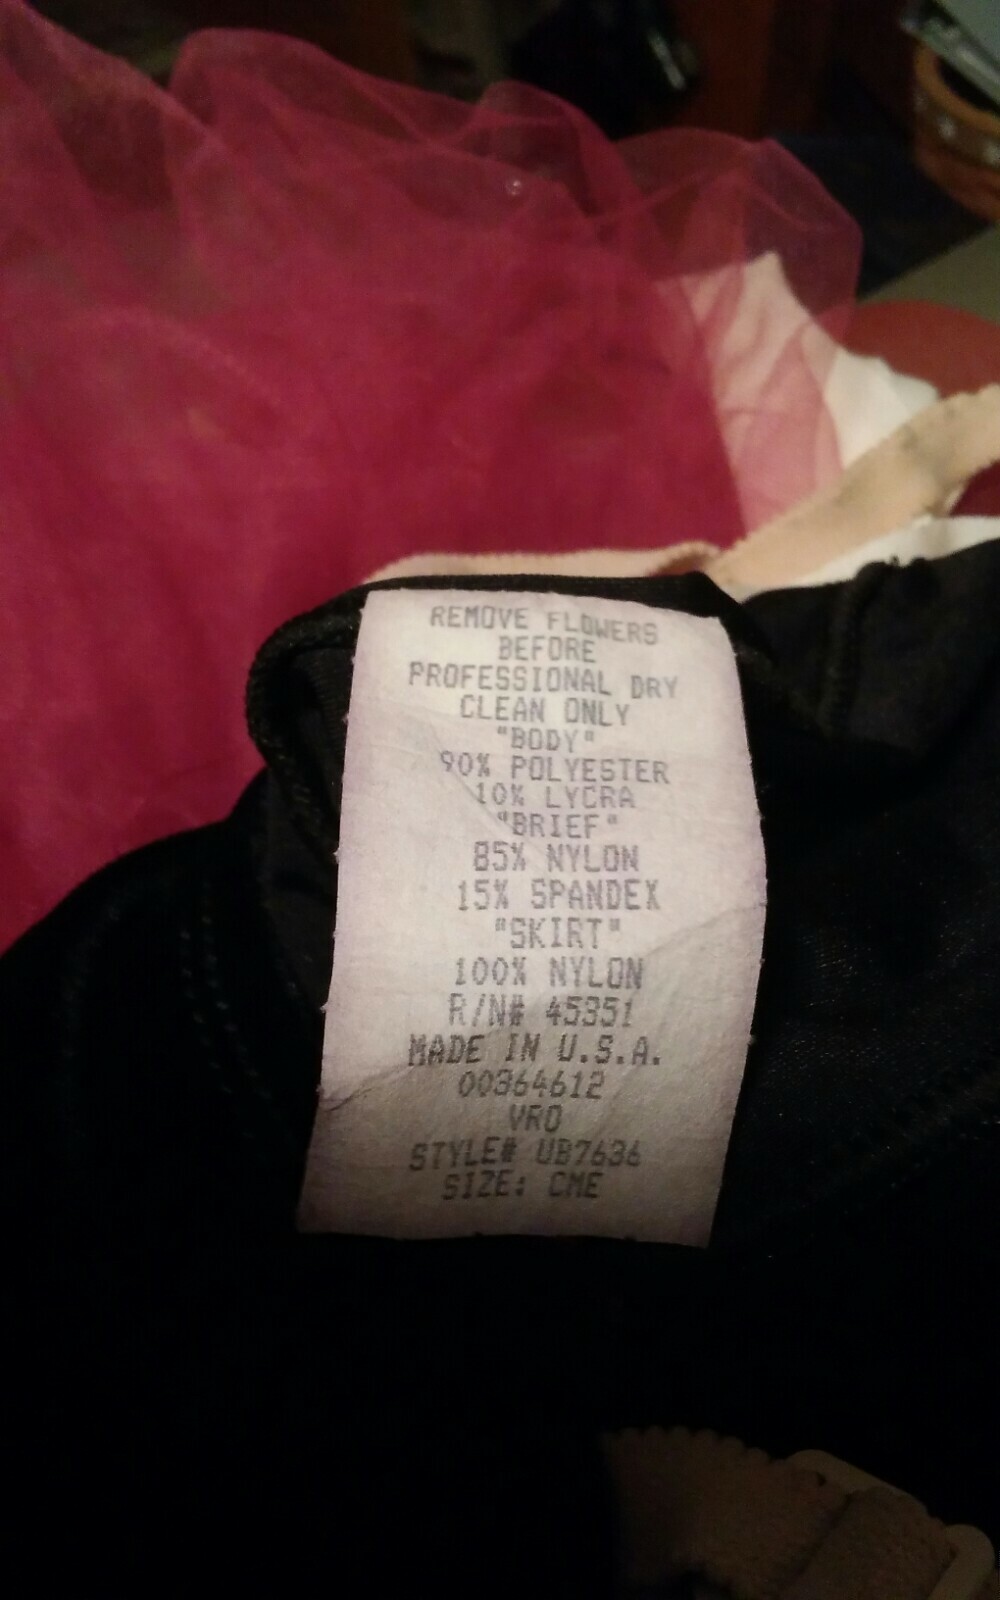 REMOVE FLOWERS
BEFORE
PROFESSIONAL DRY
CLEAN ONLY
"BODY"
90% POLYESTER
10% LYCRA
"BRIEF"
85% NYLON
15% SPANDEX
"SKIRT"
100% NYLON
R/N# 45351
MADE IN U.S.A.
00364612
VRO
STYLE# UB7636
SIZE: CME